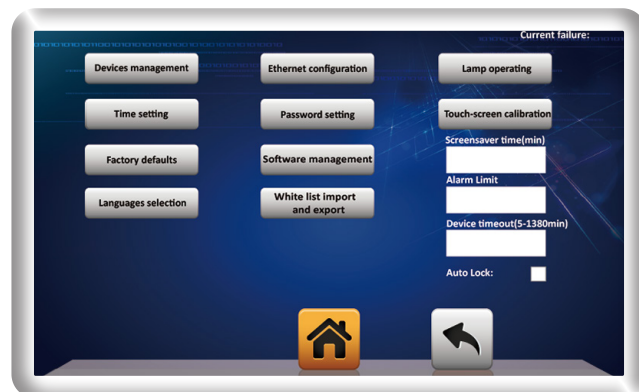 Current failure:
Devices management
Ethernet configuration
Lamp operating
Time setting
Password setting
Touch-screen calibration
Screensaver time(min)
Factory defaults
Software management
Alarm Limit
Languages selection
White list import
and export
Device timeout(5-1380min)
Auto Lock: